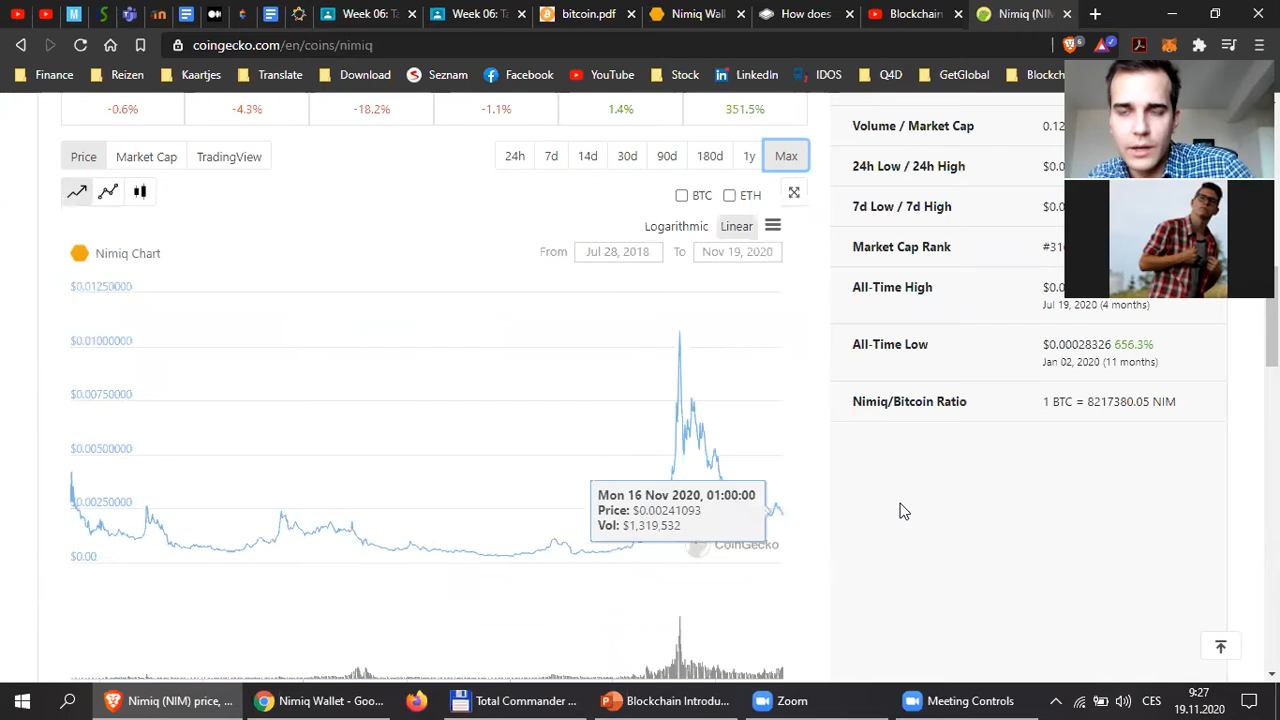 Week 06: Ta
Week 06: T
bitcoin.pdf
Nimiq Wal
How does
Blockchain
Nimiq (NIM
coingecko.com/en/coins/nimiq
6
Finance
Reizen
Kaartjes
Translate
Download
Seznam
Facebook
YouTube
Stock
LinkedIn
IDOS
Q4D
GetGlobal
Blockch
-0.6%
-4.3%
-18.2%
-1.1%
1.4%
351.5%
Price
Market Cap
TradingView
24h
7d
14d
30d
90d
180d
1y
Max
BTC
ETH
Logarithmic
Linear
Nimiq Chart
From
Jul 28, 2018
To
Nov 19, 2020
$0.01250000
$0.01000000
$0.00750000
$0.00500000
$0.00250000
$0.00
Mon 16 Nov 2020, 01:00:00
Price: $0.00241093
Vol: $1,319,532
CoinGecko
Volume / Market Cap
0.12
24h Low / 24h High
$0.0
7d Low / 7d High
$0.0
Market Cap Rank
#316
All-Time High
$0.0
Jul 19, 2020 (4 months)
All-Time Low
$0.00028326 656.3%
Jan 02, 2020 (11 months)
Nimiq/Bitcoin Ratio
1 BTC = 8217380.05 NIM
Nimiq (NIM) price, ...
Nimiq Wallet - Goo...
Total Commander ...
Blockchain Introdu...
Zoom
Meeting Controls
CES
9:27
19.11.2020